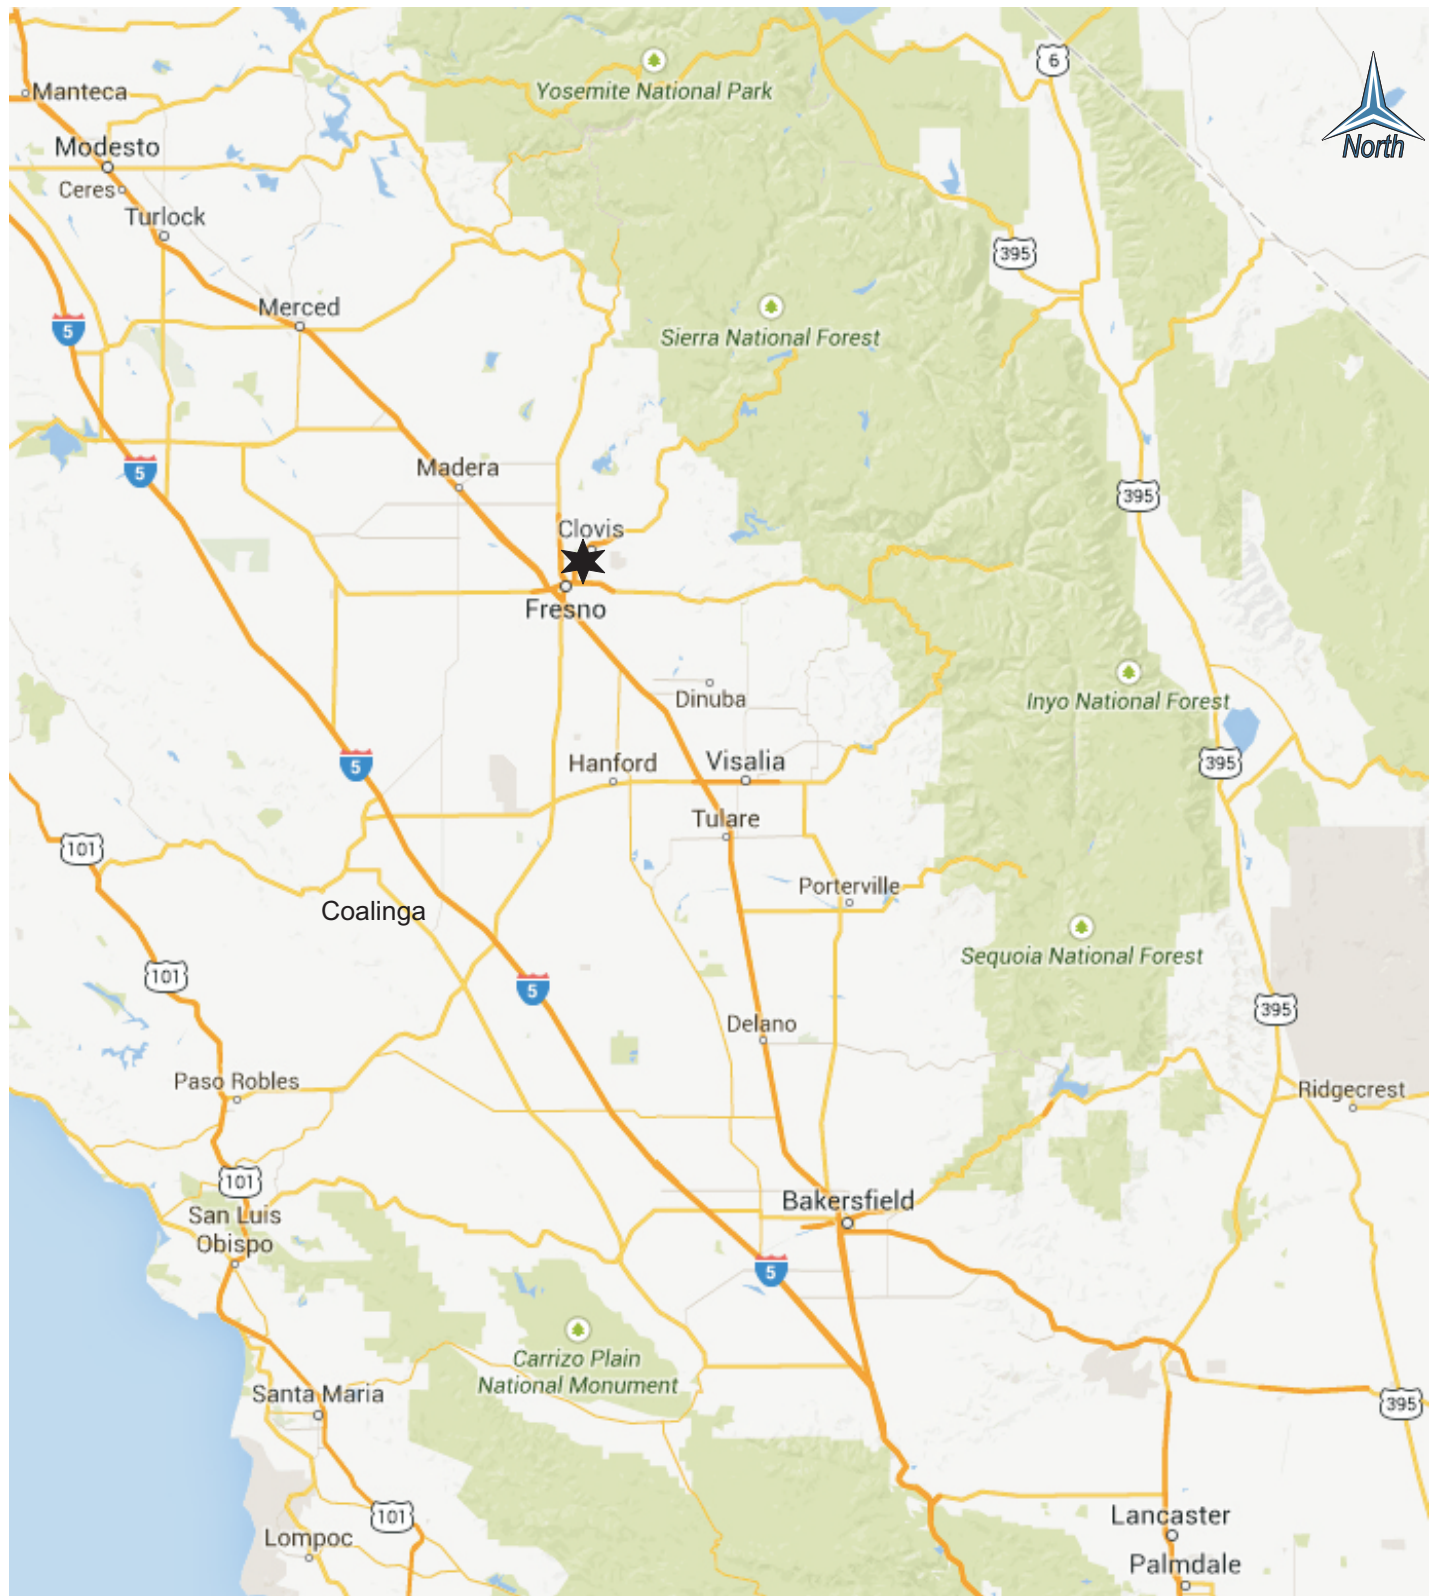 6
Yosemite National Park
Manteca
North
Modesto
Ceres
Turlock
395
Merced
5
Sierra National Forest
Madera
5
395
Clovis
Fresno
Dinuba
Inyo National Forest
Hanford
Visalia
5
395
Tulare
101
Porterville
Coalinga
Sequoia National Forest
101
5
395
Delano
Paso Robles
Ridgecrest
101
Bakersfield
San Luis
Obispo
5
Carrizo Plain
National Monument
Santa Maria
395
101
Lancaster
Lompoc
Palmdale